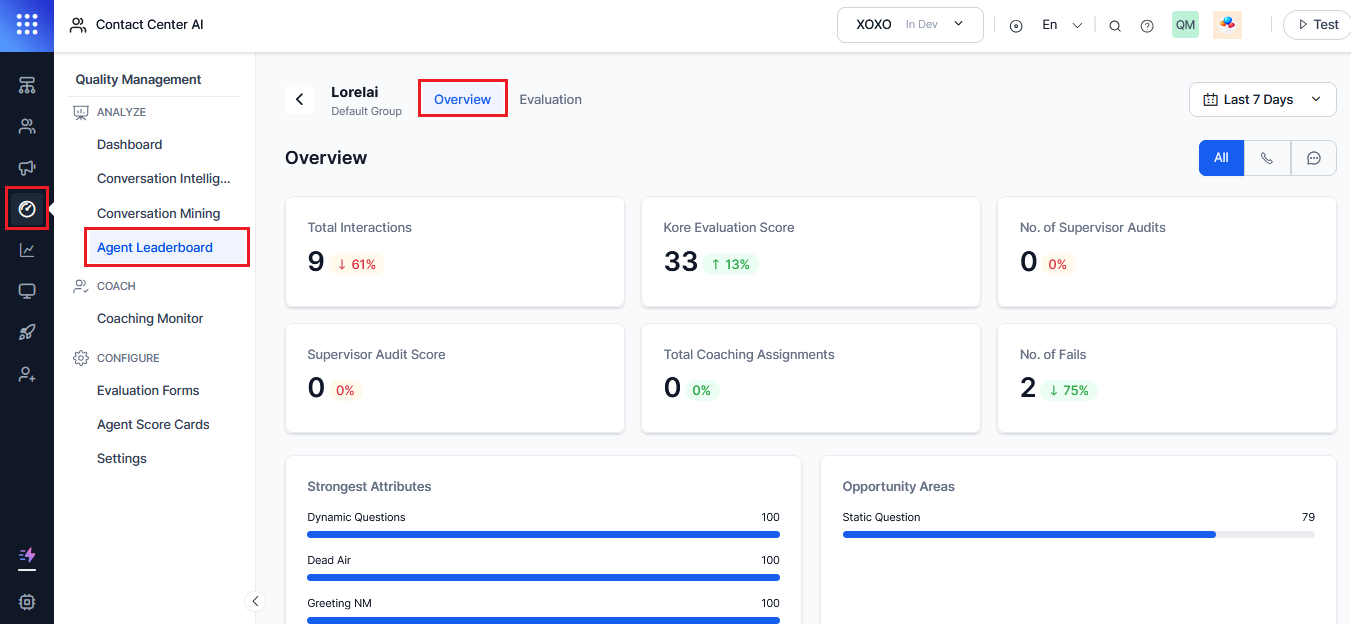 Contact Center AI
XOXO In Dev
En
QM
Test
Quality Management
ANALYZE
Dashboard
Conversation Intellig...
Conversation Mining
Agent Leaderboard
COACH
Coaching Monitor
CONFIGURE
Evaluation Forms
Agent Score Cards
Settings
Lorelai
Default Group
Overview
Evaluation
Last 7 Days
Overview
All
Total Interactions
9 ↓ 61%
Kore Evaluation Score
33 ↑ 13%
No. of Supervisor Audits
0 0%
Supervisor Audit Score
0 0%
Total Coaching Assignments
0 0%
No. of Fails
2 ↓ 75%
Strongest Attributes
Dynamic Questions 100
Dead Air 100
Greeting NM 100
Opportunity Areas
Static Question 79